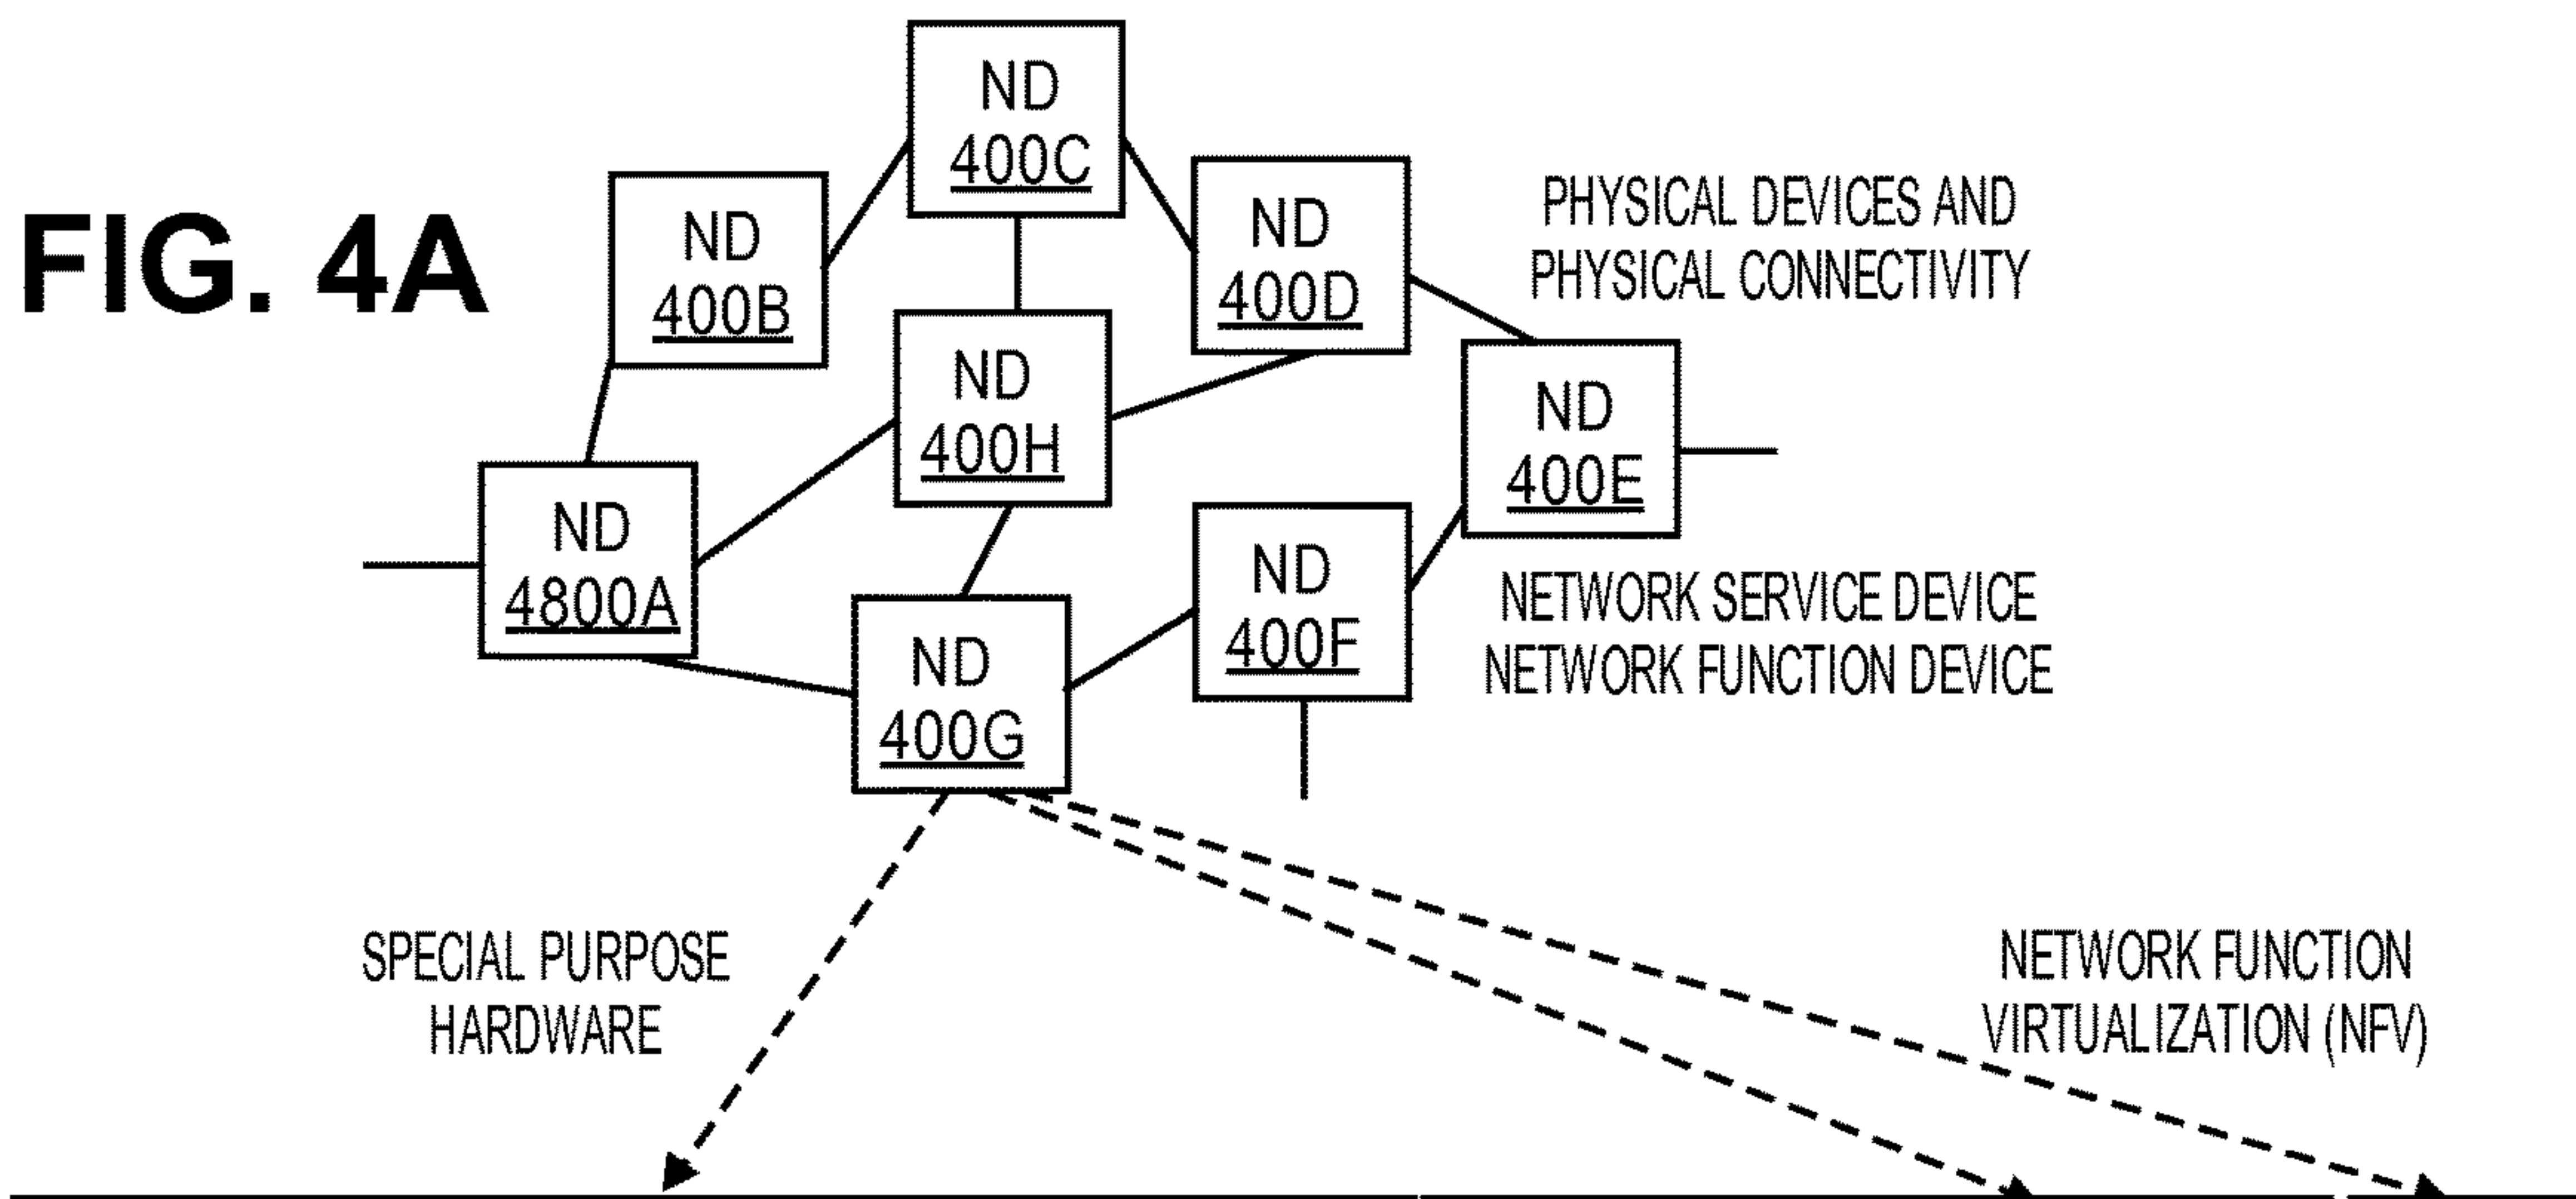 FIG. 4A
ND
400C
ND
400B
ND
400D
PHYSICAL DEVICES AND
PHYSICAL CONNECTIVITY
ND
400H
ND
400E
ND
4800A
ND
400F
NETWORK SERVICE DEVICE
NETWORK FUNCTION DEVICE
ND
400G
SPECIAL PURPOSE
HARDWARE
NETWORK FUNCTION
VIRTUALIZATION (NFV)